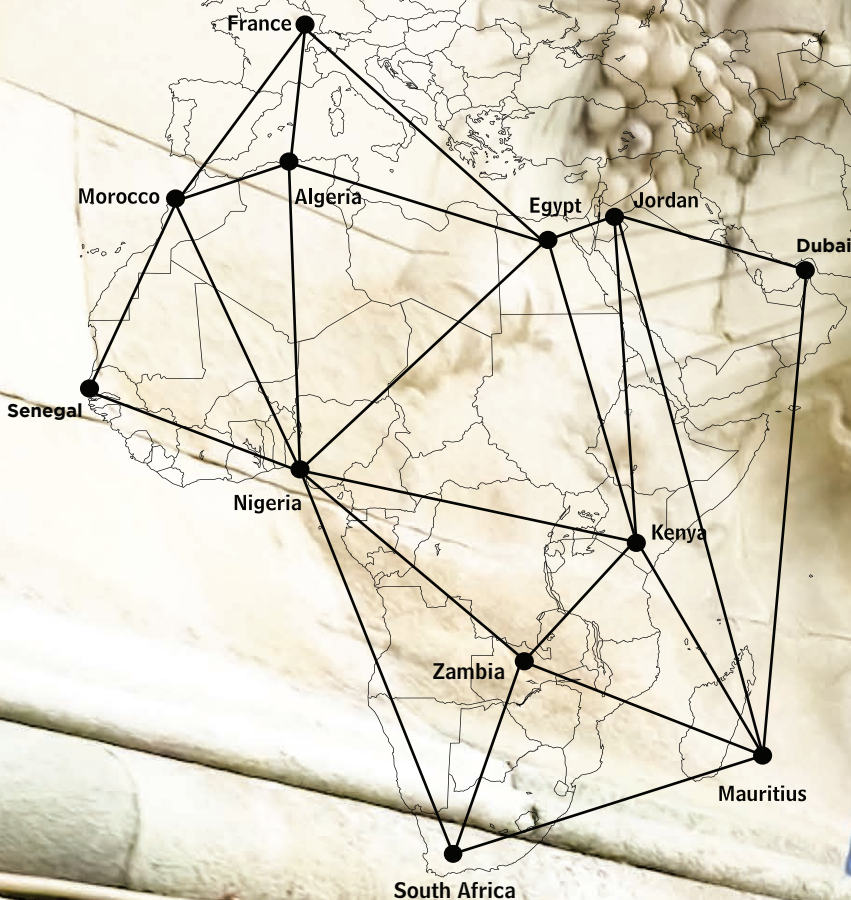 France
Morocco
Algeria
Egypt
Jordan
Dubai
Senegal
Nigeria
Kenya
Zambia
Mauritius
South Africa